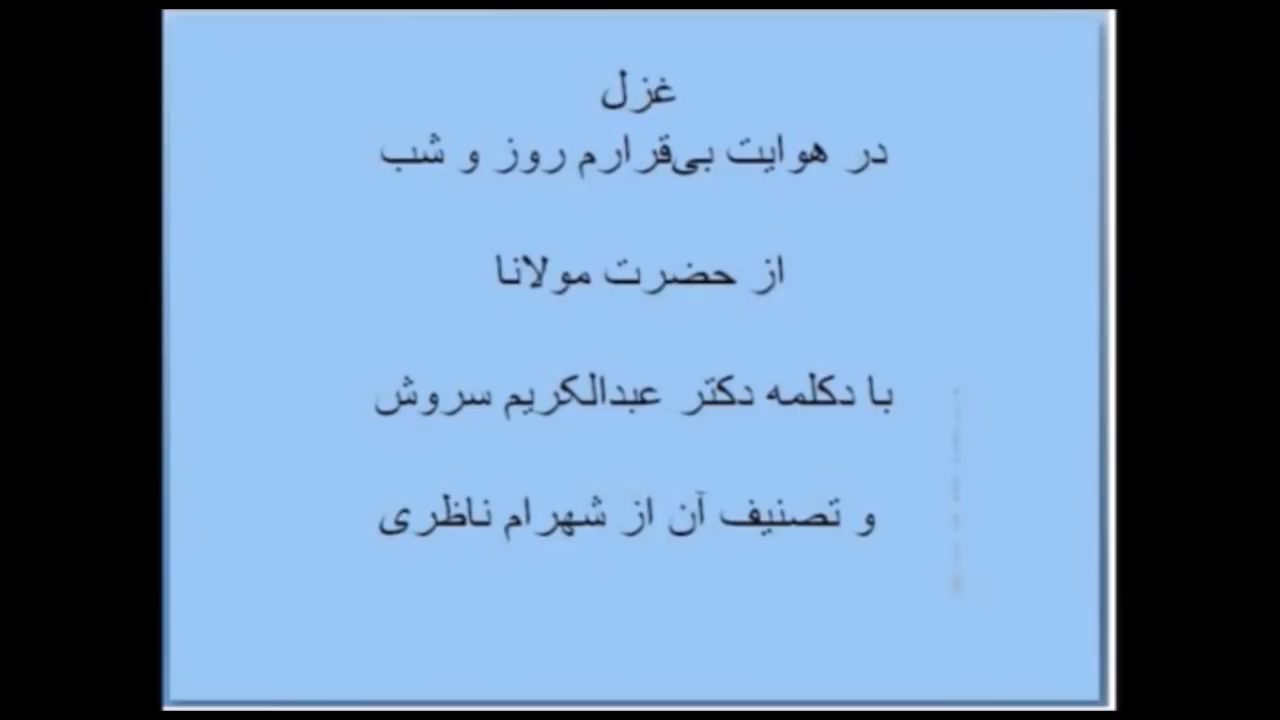 غزل
در هوایت بی‌قرارم روز و شب
از حضرت مولانا
با دکلمه دکتر عبدالکریم سروش
و تصنیف آن از شهرام ناظری